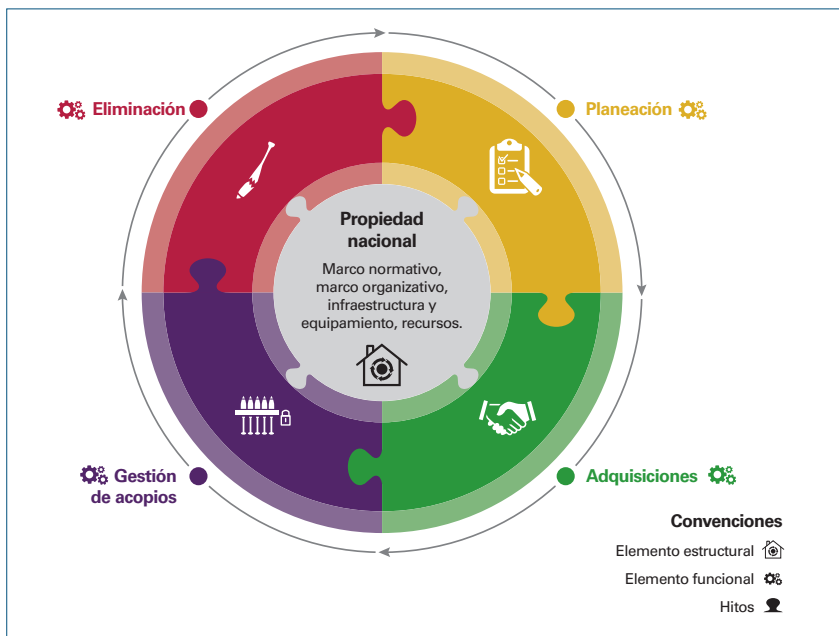 Eliminación
Planeación
Propiedad
nacional
Marco normativo,
marco organizativo,
infraestructura y
equipamiento, recursos.
Gestión
de acopios
Adquisiciones
Convenciones
Elemento estructural
Elemento funcional
Hitos